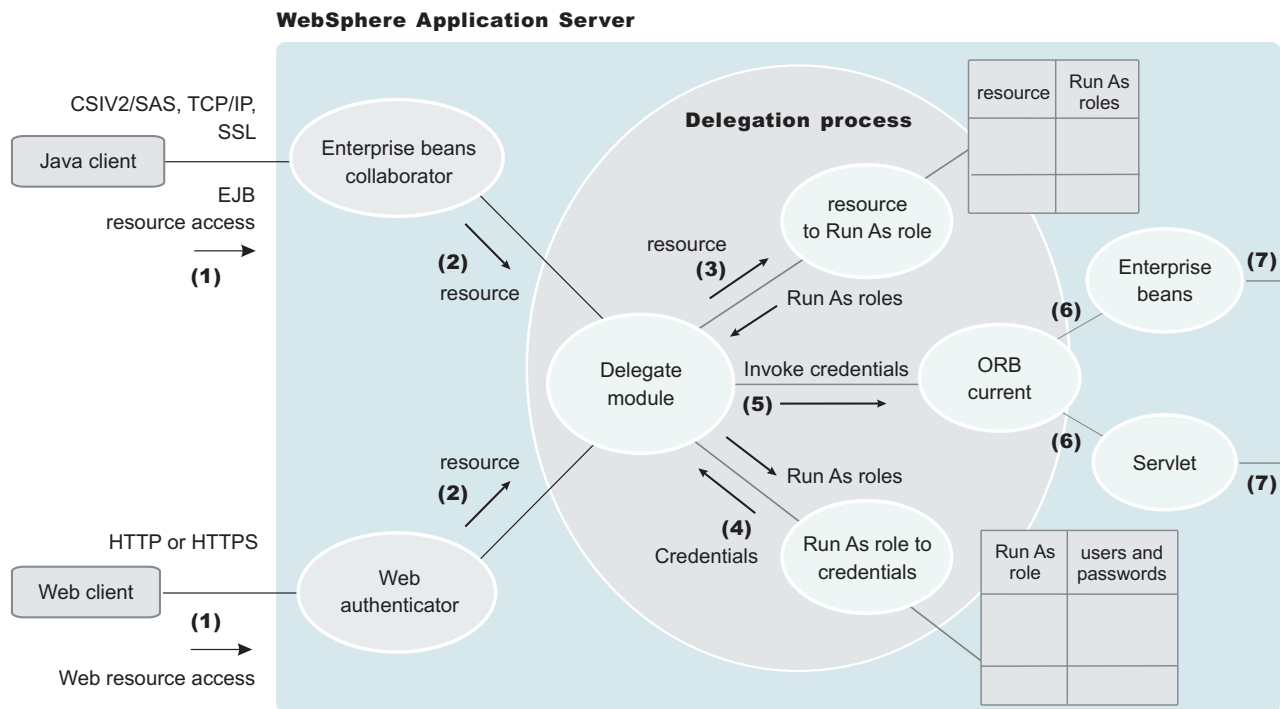 WebSphere Application Server
CSIV2/SAS, TCP/IP,
SSL
Java client
EJB
resource access
(1)
Enterprise beans
collaborator
(2)
resource
Delegation process
resource
Run As
roles
resource
to Run As role
resource
(3)
Run As roles
Enterprise
beans
(7)
(6)
Delegate
module
Invoke credentials
(5)
ORB
current
(6)
Servlet
(7)
resource
(2)
Run As roles
(4)
Credentials
Run As role to
credentials
Run As
role
users and
passwords
HTTP or HTTPS
Web client
(1)
Web resource access
Web
authenticator